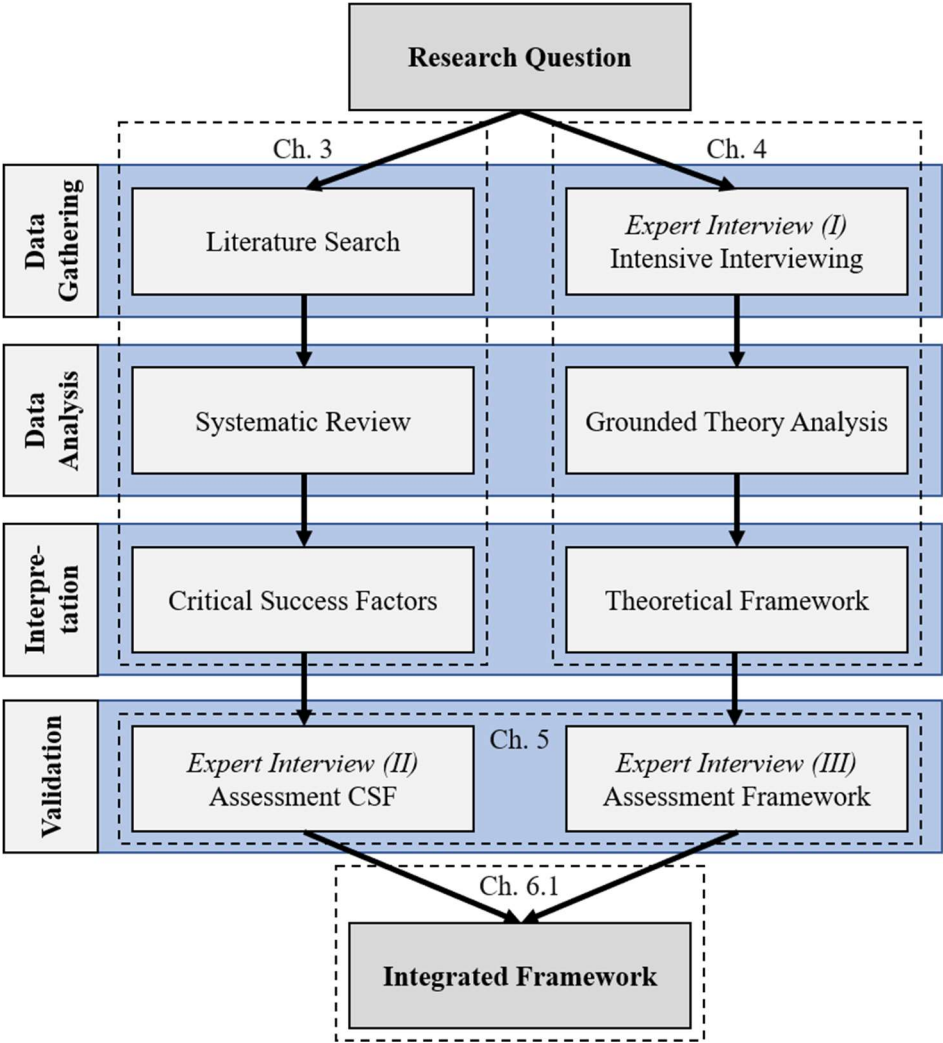 Research Question
Ch. 3
Ch. 4
Data
Gathering
Literature Search
Expert Interview (I)
Intensive Interviewing
Data
Analysis
Systematic Review
Grounded Theory Analysis
Interpre-
tation
Critical Success Factors
Theoretical Framework
Validation
Ch. 5
Expert Interview (II)
Assessment CSF
Expert Interview (III)
Assessment Framework
Ch. 6.1
Integrated Framework